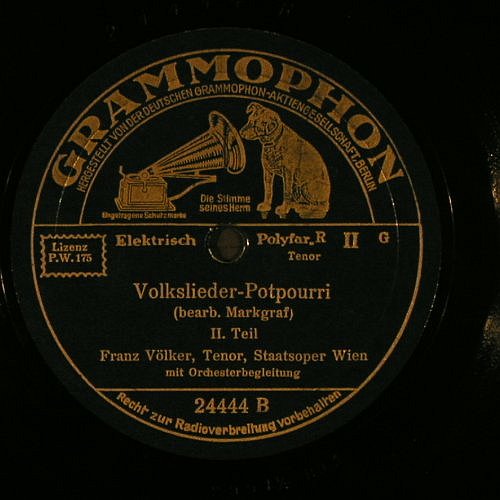 GRAMMOPHON
HERGESTELLT VON DER DEUTSCHEN GRAMMOPHON-AKTIENGESELLSCHAFT, BERLIN
Die Stimme
seines Herrn
Eingetragene Schutzmarke
Lizenz
P.W. 175
Elektrisch Polyfar R II G
Tenor
Volkslieder-Potpourri
(bearb. Markgraf)
II. Teil
Franz Völker, Tenor, Staatsoper Wien
mit Orchesterbegleitung
24444 B
Recht zur Radioverbreitung vorbehalten